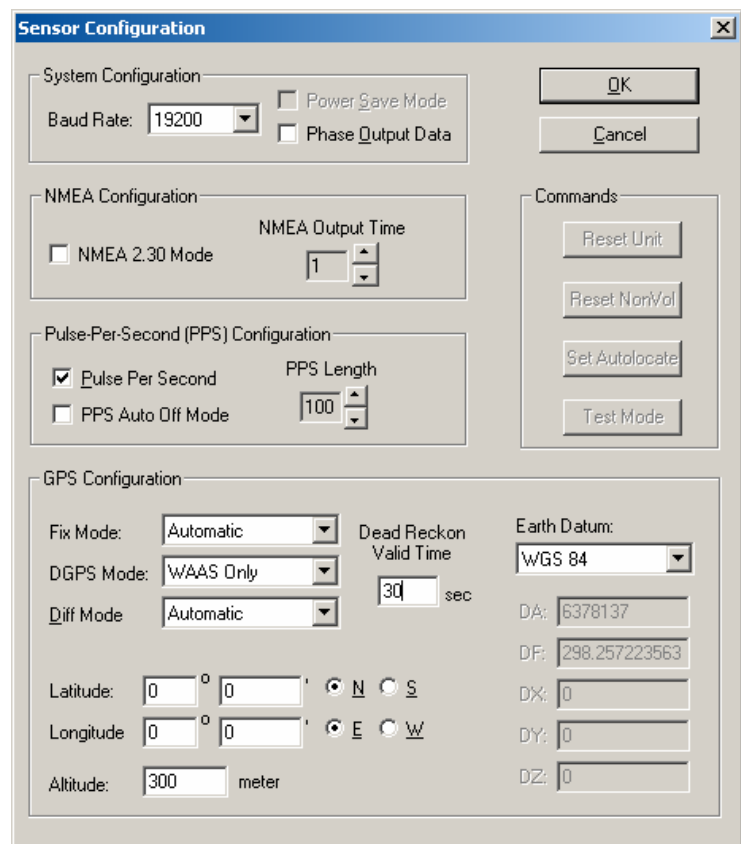 Sensor Configuration
System Configuration
Baud Rate: 19200
Power Save Mode
Phase Output Data
OK
Cancel
NMEA Configuration
NMEA 2.30 Mode
NMEA Output Time
1
Commands
Reset Unit
Reset NonVol
Set Autolocate
Test Mode
Pulse-Per-Second (PPS) Configuration
Pulse Per Second
PPS Auto Off Mode
PPS Length
100
GPS Configuration
Fix Mode: Automatic
DGPS Mode: WAAS Only
Diff Mode Automatic
Dead Reckon
Valid Time
30 sec
Earth Datum:
WGS 84
DA: 6378137
DF: 298.257223563
DX: 0
DY: 0
DZ: 0
Latitude: 0 º 0 ' N S
Longitude 0 º 0 ' E W
Altitude: 300 meter